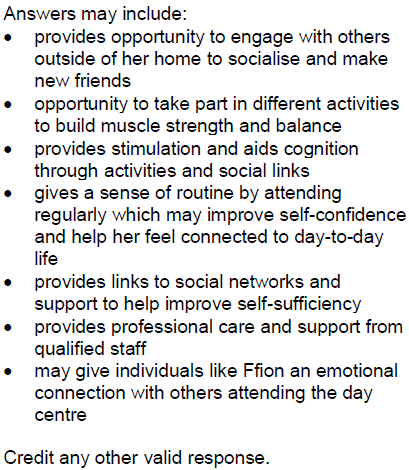 Answers may include:
• provides opportunity to engage with others
outside of her home to socialise and make
new friends
• opportunity to take part in different activities
to build muscle strength and balance
• provides stimulation and aids cognition
through activities and social links
• gives a sense of routine by attending
regularly which may improve self-confidence
and help her feel connected to day-to-day
life
• provides links to social networks and
support to help improve self-sufficiency
• provides professional care and support from
qualified staff
• may give individuals like Ffion an emotional
connection with others attending the day
centre
Credit any other valid response.